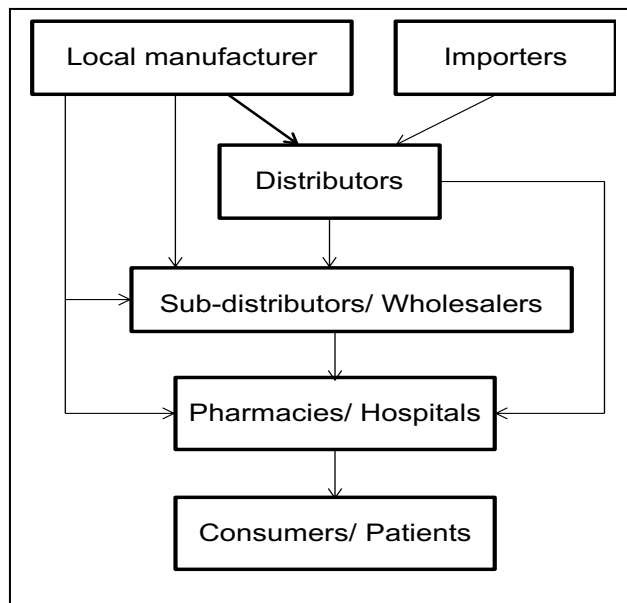 Local manufacturer
Importers
Distributors
Sub-distributors/ Wholesalers
Pharmacies/ Hospitals
Consumers/ Patients